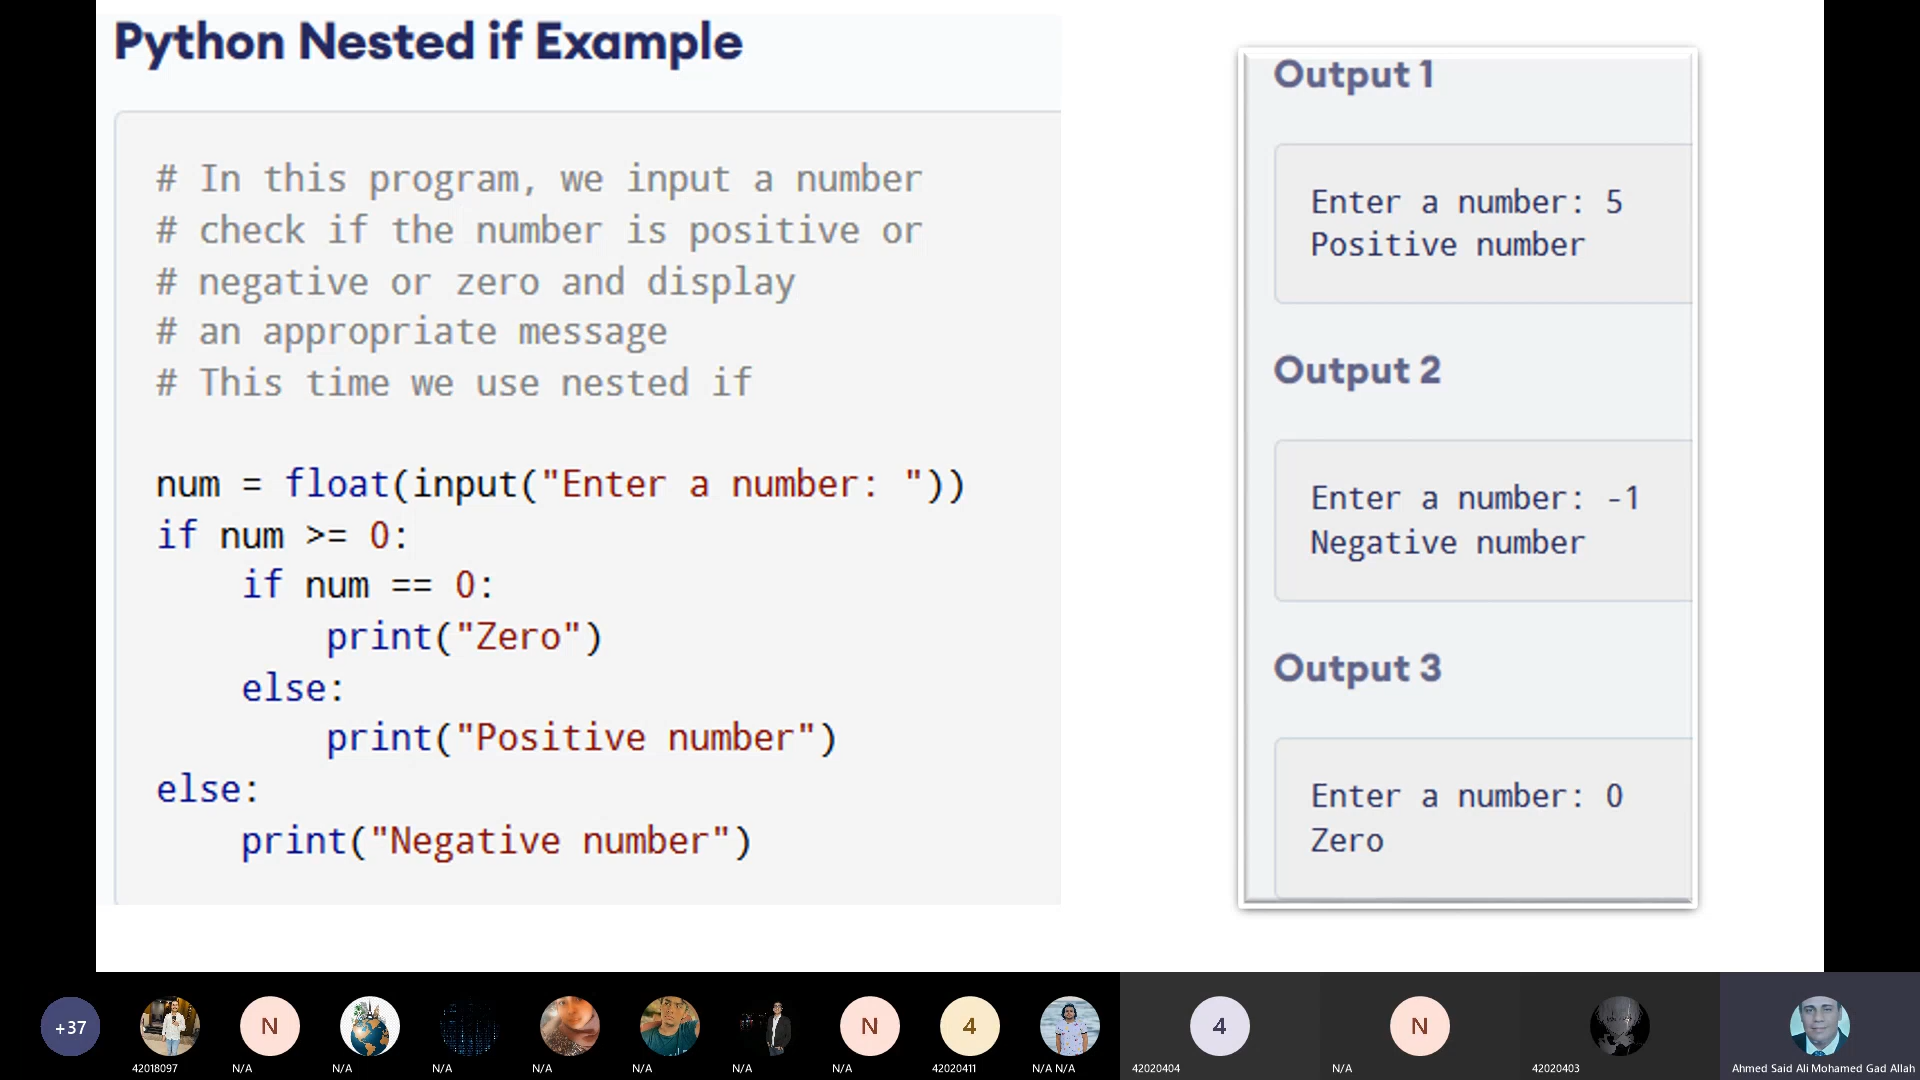 Python Nested if Example
# In this program, we input a number
# check if the number is positive or
# negative or zero and display
# an appropriate message
# This time we use nested if
num = float(input("Enter a number: "))
if num >= 0:
    if num == 0:
        print("Zero")
    else:
        print("Positive number")
else:
    print("Negative number")
Output 1
Enter a number: 5
Positive number
Output 2
Enter a number: -1
Negative number
Output 3
Enter a number: 0
Zero
+37
N
N
4
4
N
42018097
N/A
N/A
N/A
N/A
N/A
N/A
N/A
42020411
N/A N/A
42020404
N/A
42020403
Ahmed Said Ali Mohamed Gad Allah